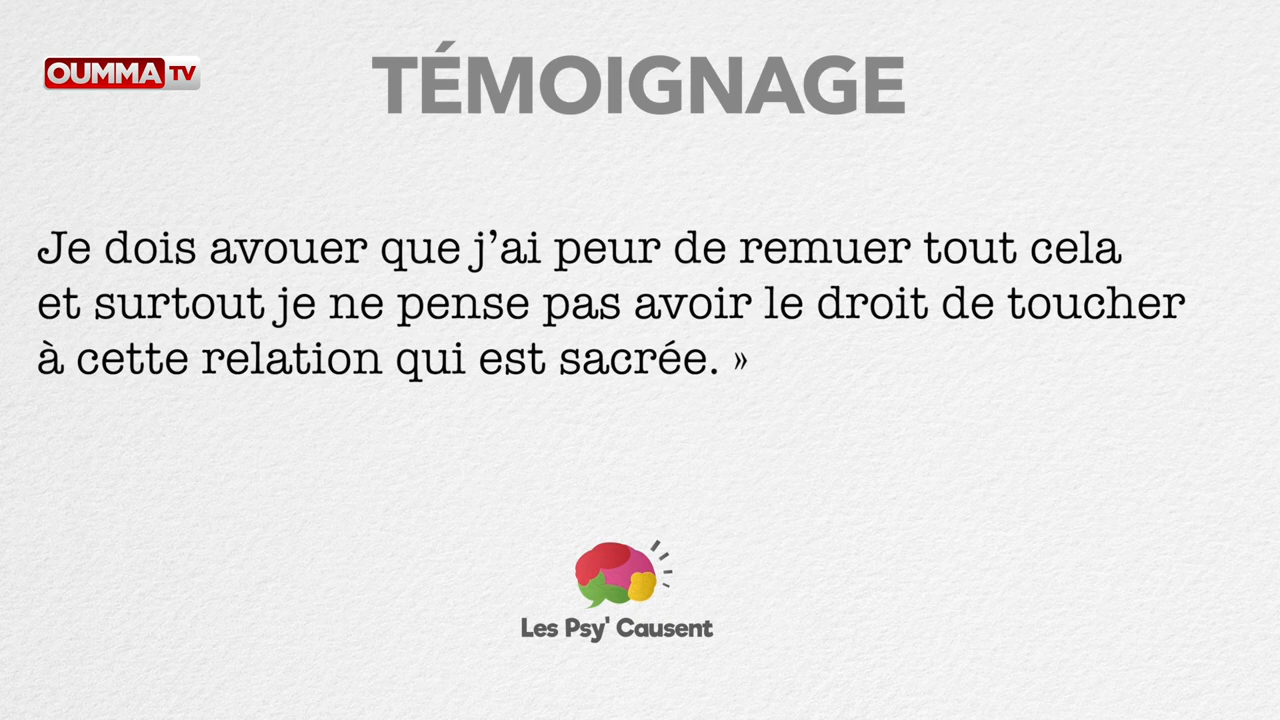 OUMMA TV
TÉMOIGNAGE
Je dois avouer que j’ai peur de remuer tout cela
et surtout je ne pense pas avoir le droit de toucher
à cette relation qui est sacrée. »
Les Psy' Causent